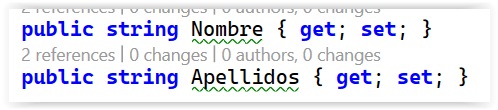 2 references | 0 changes | 0 authors, 0 changes
public string Nombre { get; set; }
2 references | 0 changes | 0 authors, 0 changes
public string Apellidos { get; set; }